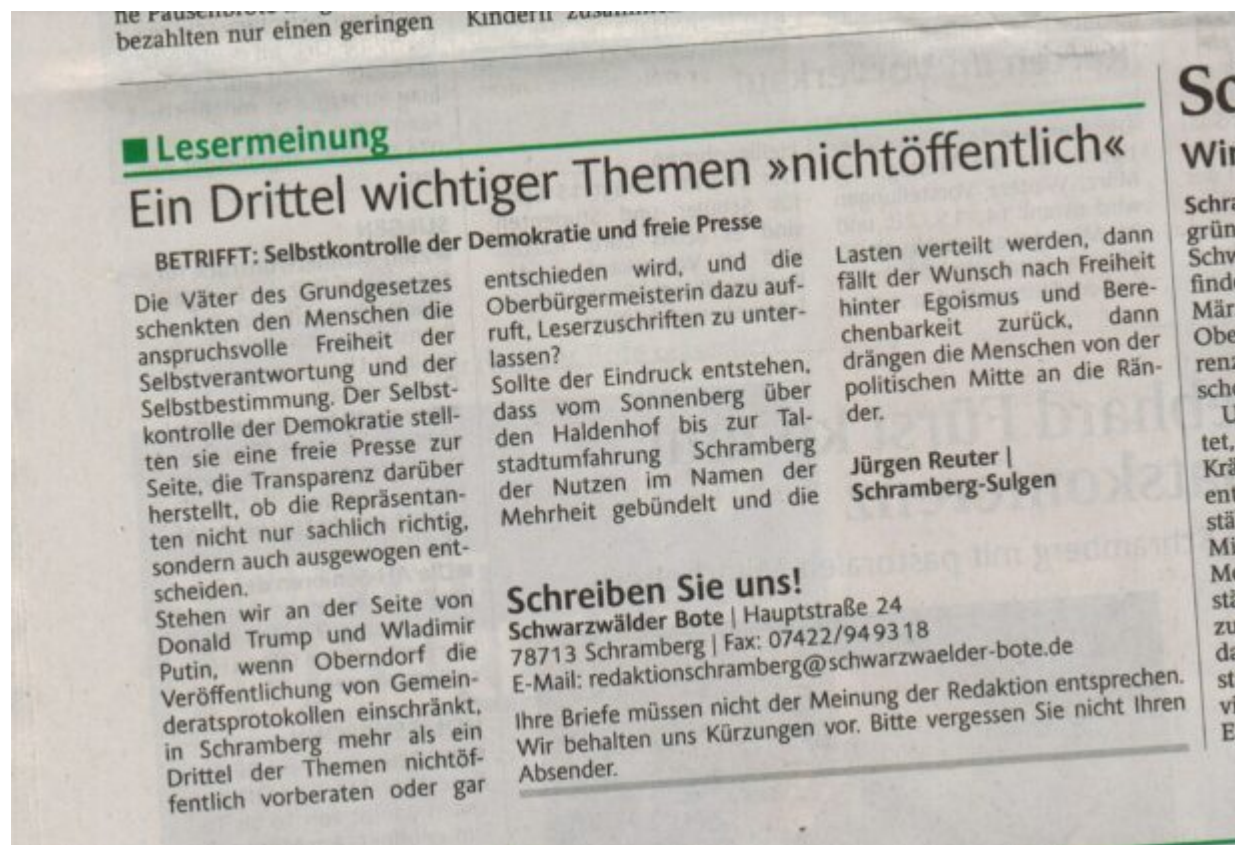 bezahlten nur einen geringen
Kindern
■ Lesermeinung
Ein Drittel wichtiger Themen »nichtöffentlich«
BETRIFFT: Selbstkontrolle der Demokratie und freie Presse
Die Väter des Grundgesetzes
schenkten den Menschen die
anspruchsvolle Freiheit der
Selbstverantwortung und der
Selbstbestimmung. Der Selbst-
kontrolle der Demokratie stell-
ten sie eine freie Presse zur
Seite, die Transparenz darüber
herstellt, ob die Repräsentan-
ten nicht nur sachlich richtig,
sondern auch ausgewogen ent-
scheiden.
Stehen wir an der Seite von
Donald Trump und Wladimir
Putin, wenn Oberndorf die
Veröffentlichung von Gemein-
deratsprotokollen einschränkt,
in Schramberg mehr als ein
Drittel der Themen nichtöf-
fentlich vorberaten oder gar
entschieden wird, und die
Oberbürgermeisterin dazu auf-
ruft, Leserzuschriften zu unter-
lassen?
Sollte der Eindruck entstehen,
dass vom Sonnenberg über
den Haldenhof bis zur Tal-
stadtumfahrung Schramberg
der Nutzen im Namen der
Mehrheit gebündelt und die
Lasten verteilt werden, dann
fällt der Wunsch nach Freiheit
hinter Egoismus und Bere-
chenbarkeit zurück, dann
drängen die Menschen von der
politischen Mitte an die Rän-
der.
Jürgen Reuter |
Schramberg-Sulgen
Schreiben Sie uns!
Schwarzwälder Bote | Hauptstraße 24
78713 Schramberg | Fax: 07422/949318
E-Mail: redaktionschramberg@schwarzwaelder-bote.de
Ihre Briefe müssen nicht der Meinung der Redaktion entsprechen.
Wir behalten uns Kürzungen vor. Bitte vergessen Sie nicht Ihren
Absender.